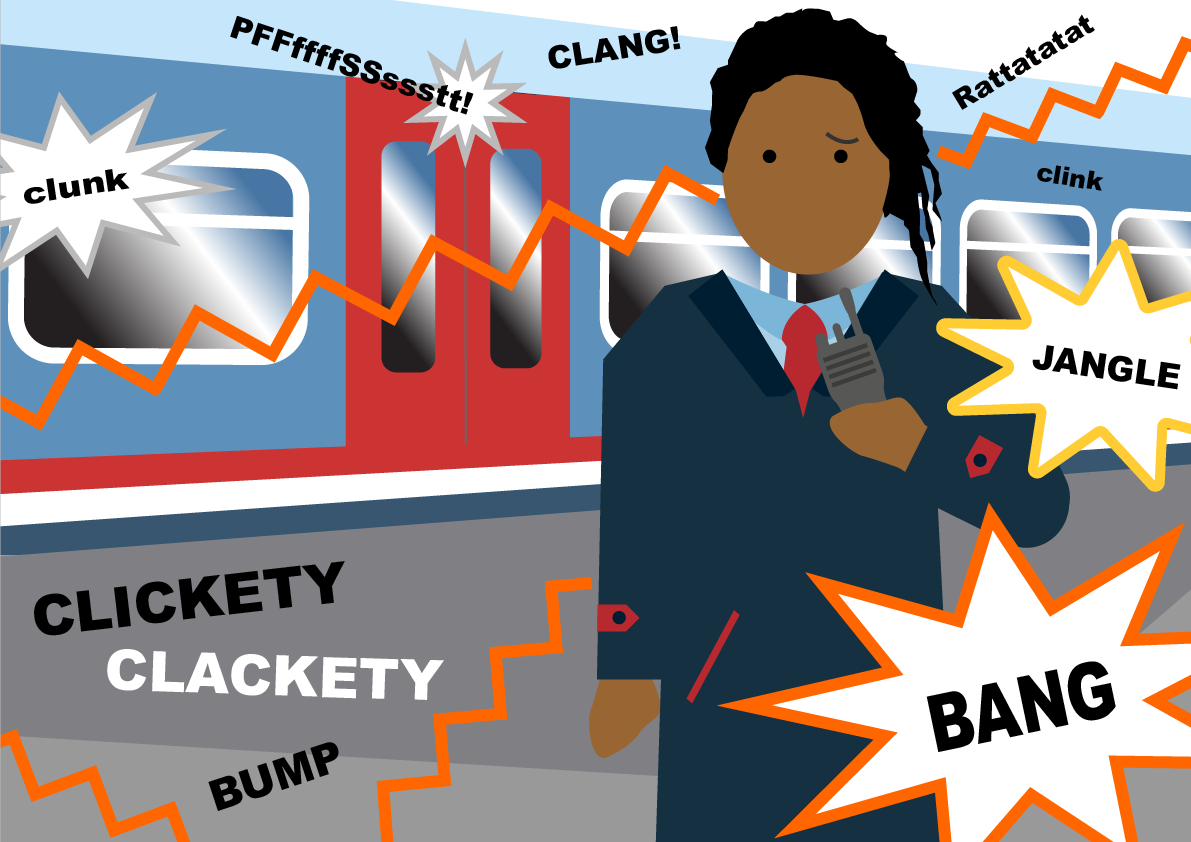 PFFffffSSsssstt!
CLANG!
Rattatatat
clunk
clink
JANGLE
CLICKETY
CLACKETY
BANG
BUMP